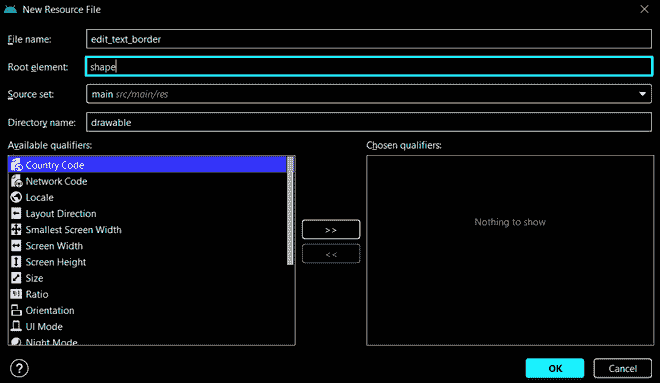 New Resource File
File name: edit_text_border
Root element: shape
Source set: main src/main/res
Directory name: drawable
Available qualifiers: Chosen qualifiers:
Country Code
Network Code
Locale
Layout Direction
Smallest Screen Width
Screen Width
Screen Height
Size
Ratio
Orientation
UI Mode
Night Mode
>>
<<
Nothing to show
? OK Cancel